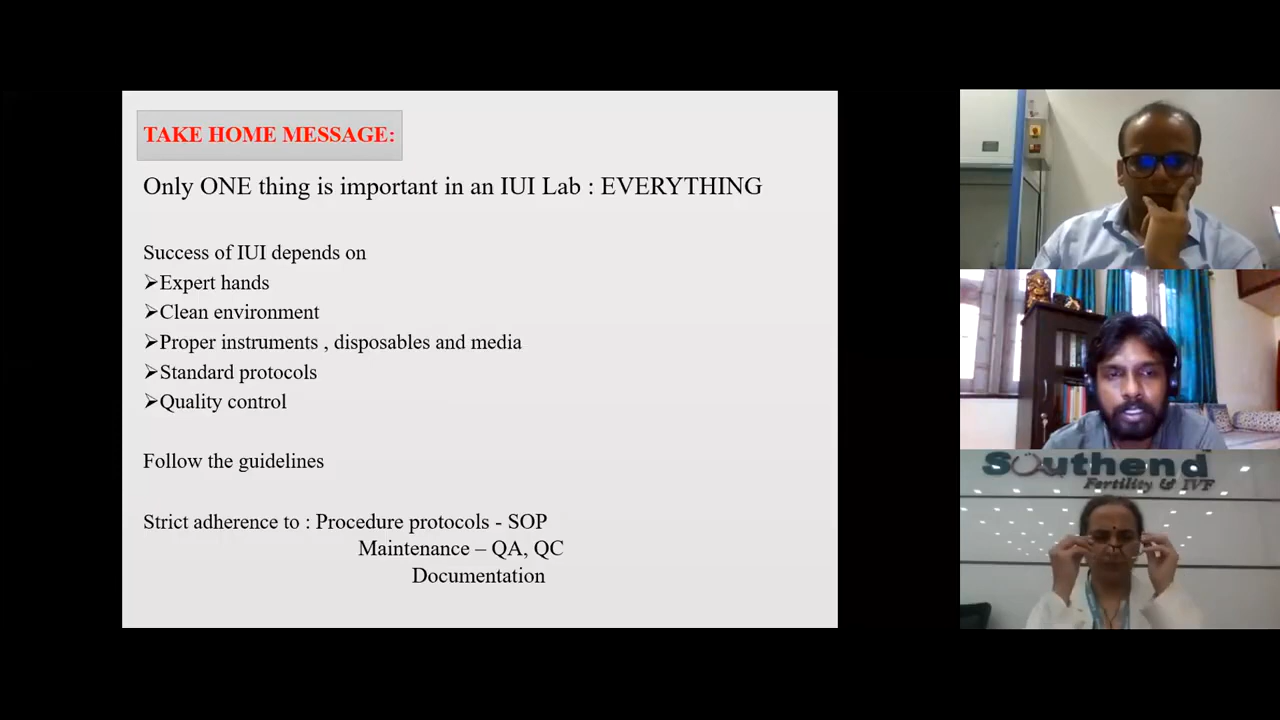 TAKE HOME MESSAGE:
Only ONE thing is important in an IUI Lab : EVERYTHING
Success of IUI depends on
➢Expert hands
➢Clean environment
➢Proper instruments , disposables and media
➢Standard protocols
➢Quality control
Follow the guidelines
Strict adherence to : Procedure protocols - SOP
Maintenance – QA, QC
Documentation
Southend
Fertility & IVF